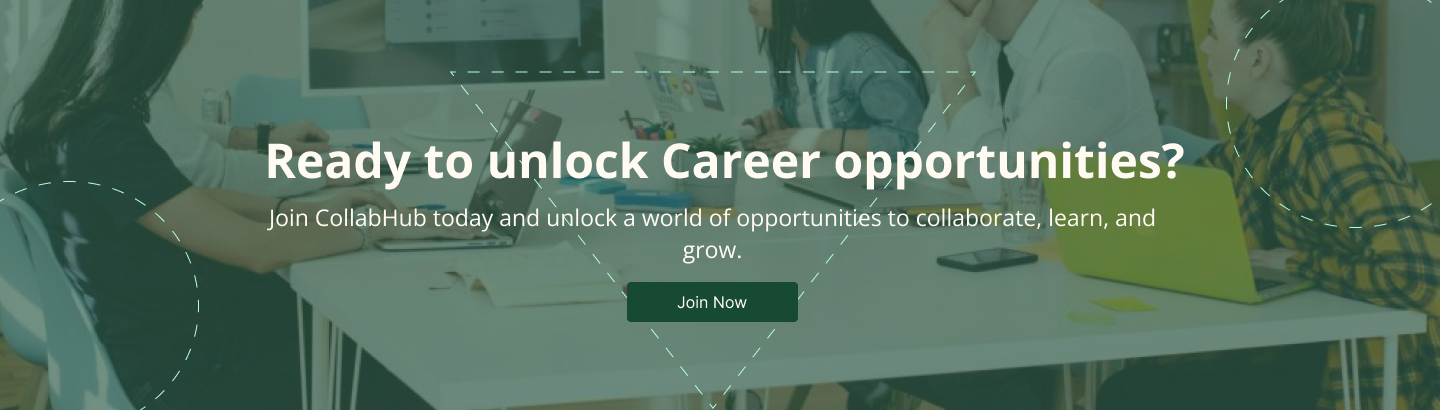 Ready to unlock Career opportunities?
Join CollabHub today and unlock a world of opportunities to collaborate, learn, and
grow.
Join Now